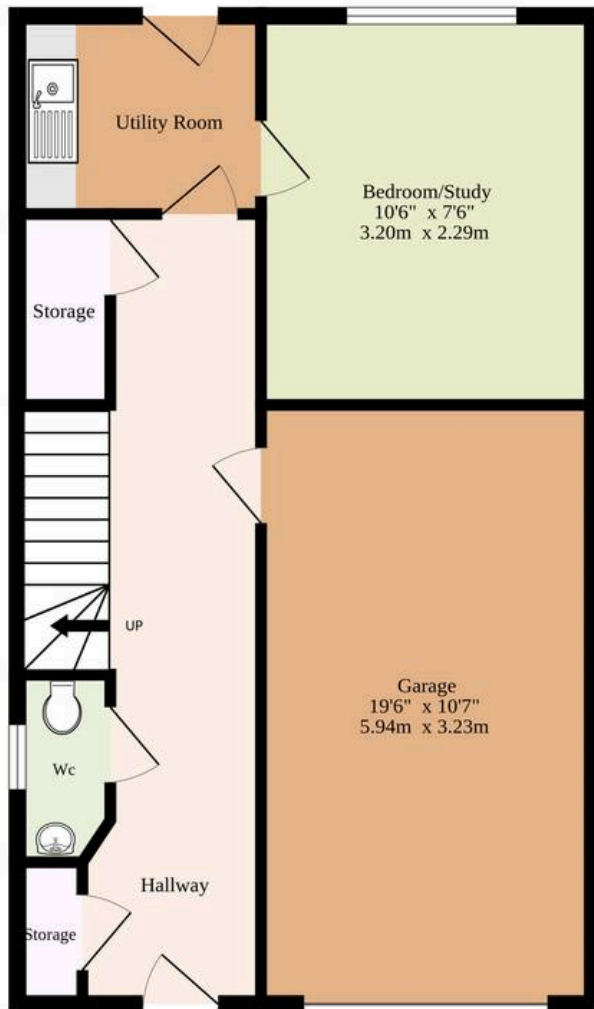 Utility Room
Bedroom/Study
10'6" x 7'6"
3.20m x 2.29m
Storage
UP
Garage
19'6" x 10'7"
5.94m x 3.23m
Wc
Hallway
Storage